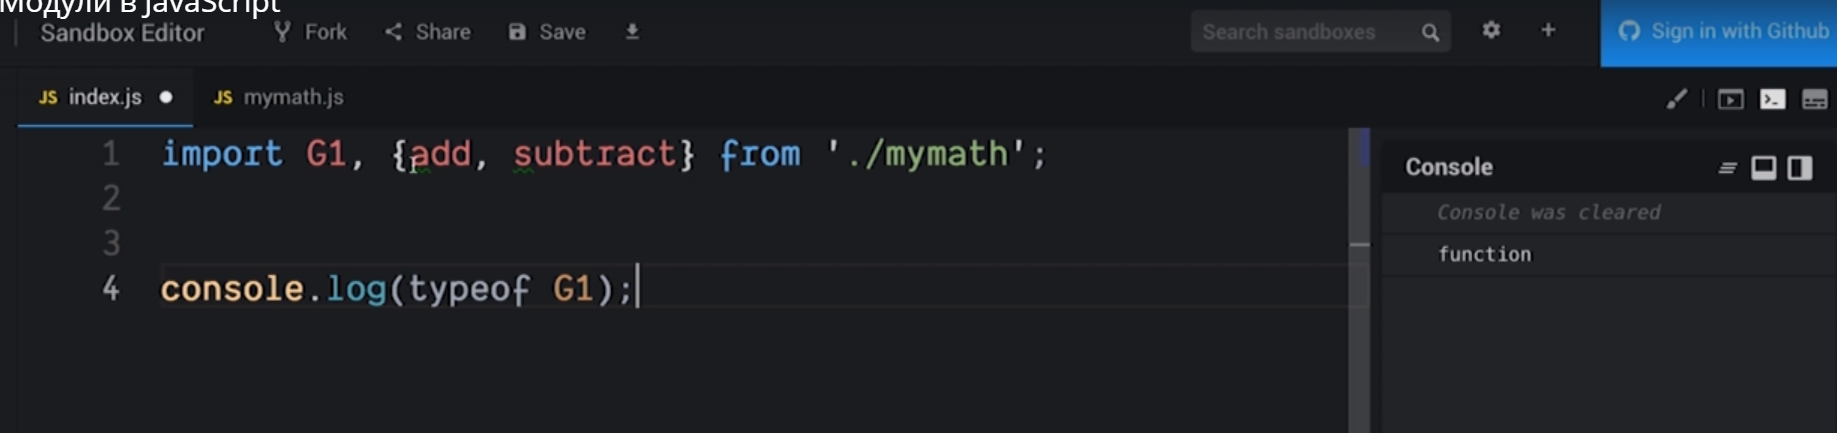 Модули в JavaScript
Sandbox Editor Fork Share Save Search sandboxes Sign in with Github
JS index.js JS mymath.js
1 import G1, {add, subtract} from './mymath';
2
3
4 console.log(typeof G1);
Console
Console was cleared
function